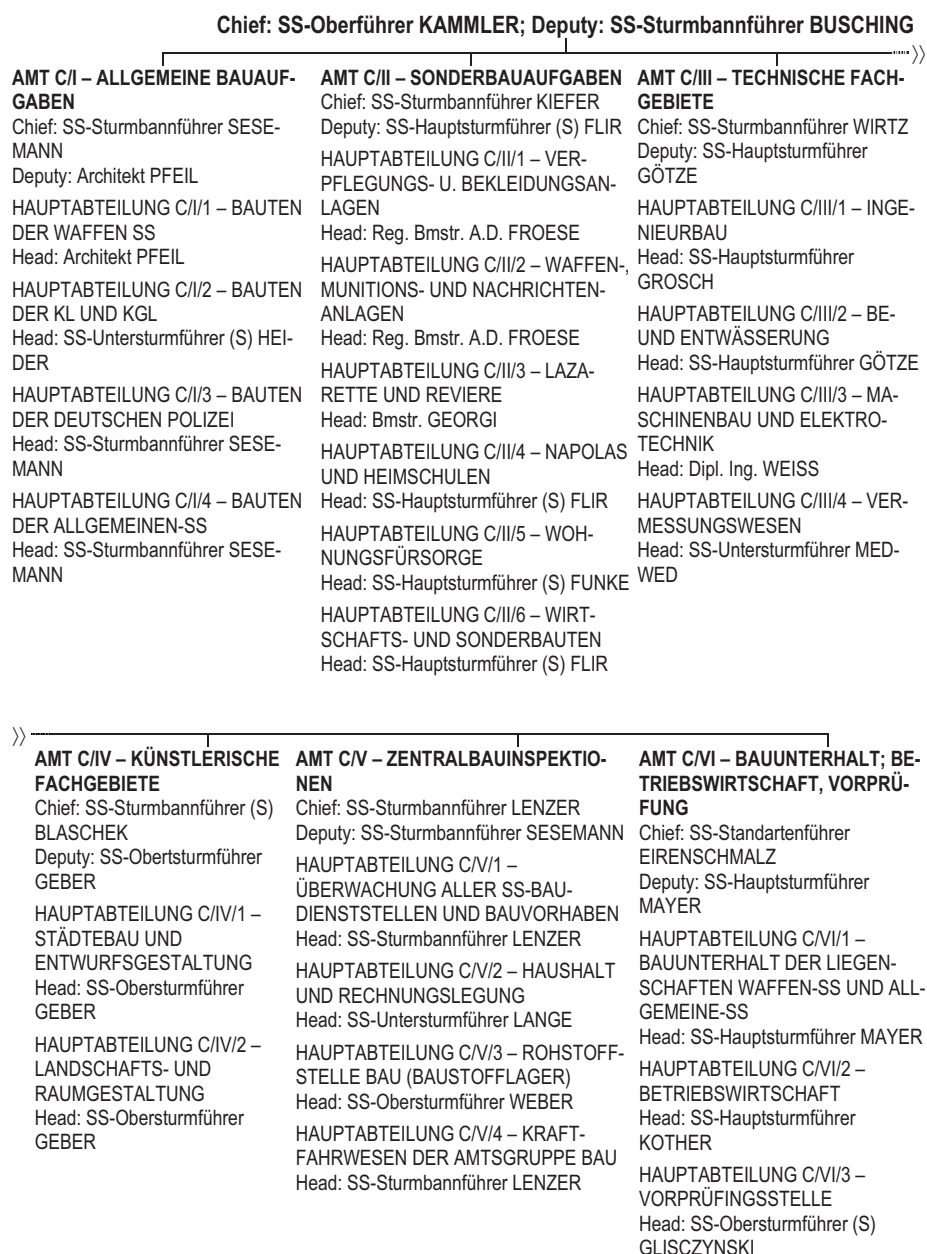 Chief: SS-Oberführer KAMMLER; Deputy: SS-Sturmbannführer BUSCHING
〉〉
AMT C/I – ALLGEMEINE BAUAUF-
GABEN
Chief: SS-Sturmbannführer SESE-
MANN
Deputy: Architekt PFEIL
HAUPTABTEILUNG C/I/1 – BAUTEN
DER WAFFEN SS
Head: Architekt PFEIL
HAUPTABTEILUNG C/I/2 – BAUTEN
DER KL UND KGL
Head: SS-Untersturmführer (S) HEI-
DER
HAUPTABTEILUNG C/I/3 – BAUTEN
DER DEUTSCHEN POLIZEI
Head: SS-Sturmbannführer SESE-
MANN
HAUPTABTEILUNG C/I/4 – BAUTEN
DER ALLGEMEINEN-SS
Head: SS-Sturmbannführer SESE-
MANN
AMT C/II – SONDERBAUAUFGABEN
Chief: SS-Sturmbannführer KIEFER
Deputy: SS-Hauptsturmführer (S) FLIR
HAUPTABTEILUNG C/II/1 – VER-
PFLEGUNGS- U. BEKLEIDUNGSAN-
LAGEN
Head: Reg. Bmstr. A.D. FROESE
HAUPTABTEILUNG C/II/2 – WAFFEN-,
MUNITIONS- UND NACHRICHTEN-
ANLAGEN
Head: Reg. Bmstr. A.D. FROESE
HAUPTABTEILUNG C/II/3 – LAZA-
RETTE UND REVIERE
Head: Bmstr. GEORGI
HAUPTABTEILUNG C/II/4 – NAPOLAS
UND HEIMSCHULEN
Head: SS-Hauptsturmführer (S) FLIR
HAUPTABTEILUNG C/II/5 – WOH-
NUNGSFÜRSORGE
Head: SS-Hauptsturmführer (S) FUNKE
HAUPTABTEILUNG C/II/6 – WIRT-
SCHAFTS- UND SONDERBAUTEN
Head: SS-Hauptsturmführer (S) FLIR
AMT C/III – TECHNISCHE FACH-
GEBIETE
Chief: SS-Sturmbannführer WIRTZ
Deputy: SS-Hauptsturmführer
GÖTZE
HAUPTABTEILUNG C/III/1 – INGE-
NIEURBAU
Head: SS-Hauptsturmführer
GROSCH
HAUPTABTEILUNG C/III/2 – BE-
UND ENTWÄSSERUNG
Head: SS-Hauptsturmführer GÖTZE
HAUPTABTEILUNG C/III/3 – MA-
SCHINENBAU UND ELEKTRO-
TECHNIK
Head: Dipl. Ing. WEISS
HAUPTABTEILUNG C/III/4 – VER-
MESSUNGSWESEN
Head: SS-Untersturmführer MED-
WED
〉〉
AMT C/IV – KÜNSTLERISCHE
FACHGEBIETE
Chief: SS-Sturmbannführer (S)
BLASCHEK
Deputy: SS-Obertsturmführer
GEBER
HAUPTABTEILUNG C/IV/1 –
STÄDTEBAU UND
ENTWURFSGESTALTUNG
Head: SS-Obersturmführer
GEBER
HAUPTABTEILUNG C/IV/2 –
LANDSCHAFTS- UND
RAUMGESTALTUNG
Head: SS-Obersturmführer
GEBER
AMT C/V – ZENTRALBAUINSPEKTIO-
NEN
Chief: SS-Sturmbannführer LENZER
Deputy: SS-Sturmbannführer SESEMANN
HAUPTABTEILUNG C/V/1 –
ÜBERWACHUNG ALLER SS-BAU-
DIENSTSTELLEN UND BAUVORHABEN
Head: SS-Sturmbannführer LENZER
HAUPTABTEILUNG C/V/2 – HAUSHALT
UND RECHNUNGSLEGUNG
Head: SS-Untersturmführer LANGE
HAUPTABTEILUNG C/V/3 – ROHSTOFF-
STELLE BAU (BAUSTOFFLAGER)
Head: SS-Obersturmführer WEBER
HAUPTABTEILUNG C/V/4 – KRAFT-
FAHRWESEN DER AMTSGRUPPE BAU
Head: SS-Sturmbannführer LENZER
AMT C/VI – BAUUNTERHALT; BE-
TRIEBSWIRTSCHAFT, VORPRÜ-
FUNG
Chief: SS-Standartenführer
EIRENSCHMALZ
Deputy: SS-Hauptsturmführer
MAYER
HAUPTABTEILUNG C/VI/1 –
BAUUNTERHALT DER LIEGEN-
SCHAFTEN WAFFEN-SS UND ALL-
GEMEINE-SS
Head: SS-Hauptsturmführer MAYER
HAUPTABTEILUNG C/VI/2 –
BETRIEBSWIRTSCHAFT
Head: SS-Hauptsturmführer
KOTHER
HAUPTABTEILUNG C/VI/3 –
VORPRÜFINGSSTELLE
Head: SS-Obersturmführer (S)
GLISCZYNSKI